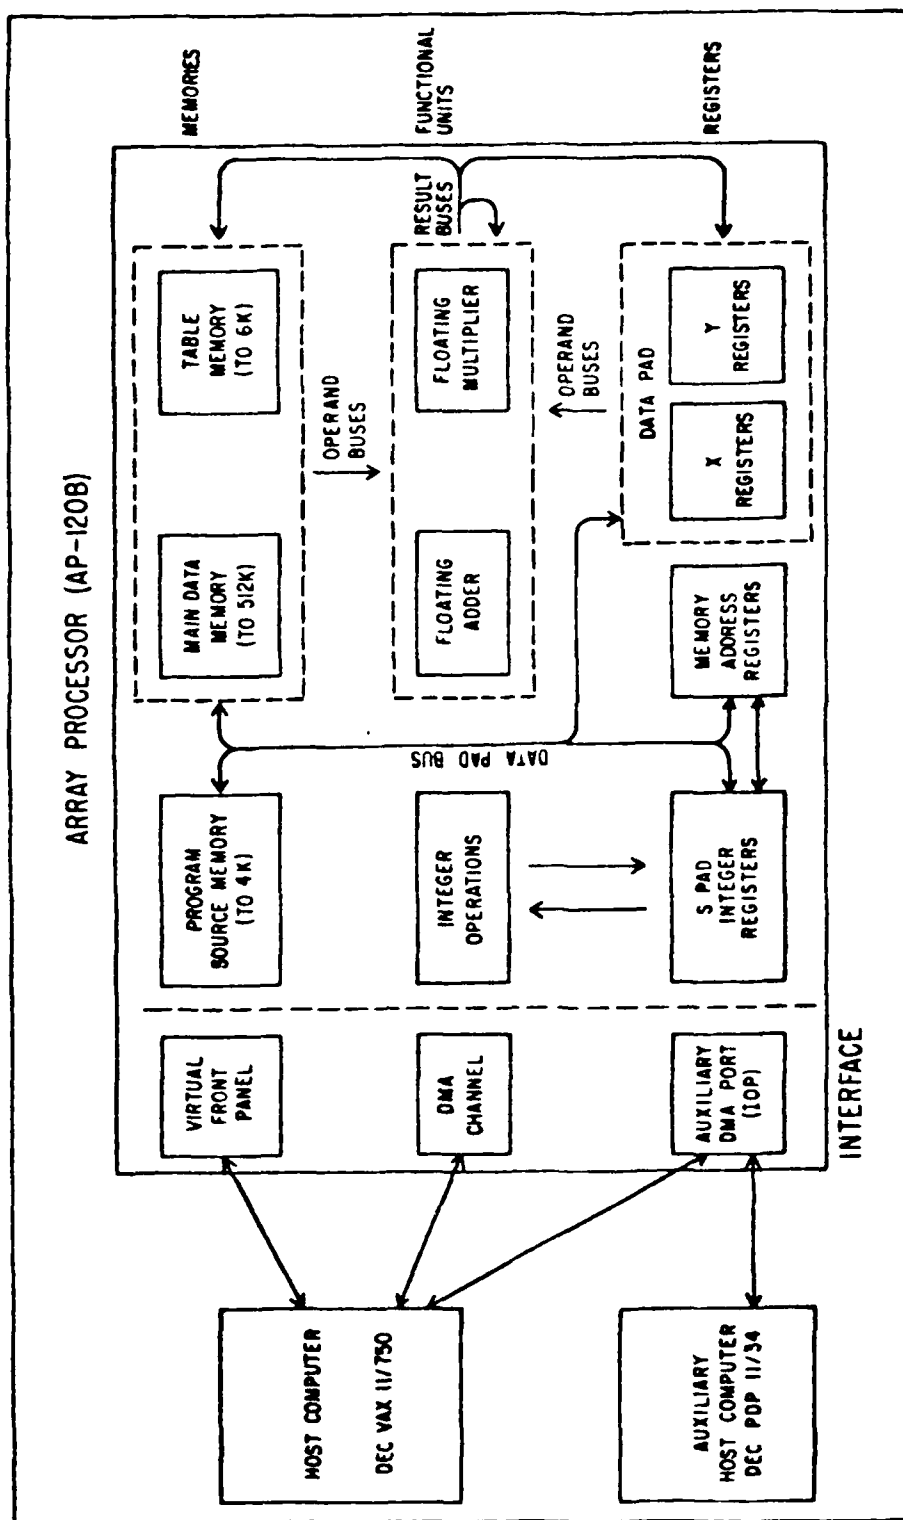 ARRAY PROCESSOR (AP-120B)
HOST COMPUTER
DEC VAX 11/750
AUXILIARY
HOST COMPUTER
DEC PDP 11/34
VIRTUAL
FRONT
PANEL
DMA
CHANNEL
AUXILIARY
DMA PORT
(IOP)
INTERFACE
PROGRAM
SOURCE MEMORY
(TO 4K)
INTEGER
OPERATIONS
S PAD
INTEGER
REGISTERS
DATA PAD BUS
MAIN DATA
MEMORY
(TO 512K)
TABLE
MEMORY
(TO 6K)
OPERAND
BUSES
FLOATING
ADDER
FLOATING
MULTIPLIER
RESULT
BUSES
OPERAND
BUSES
MEMORY
ADDRESS
REGISTERS
DATA PAD
X
REGISTERS
Y
REGISTERS
MEMORIES
FUNCTIONAL
UNITS
REGISTERS